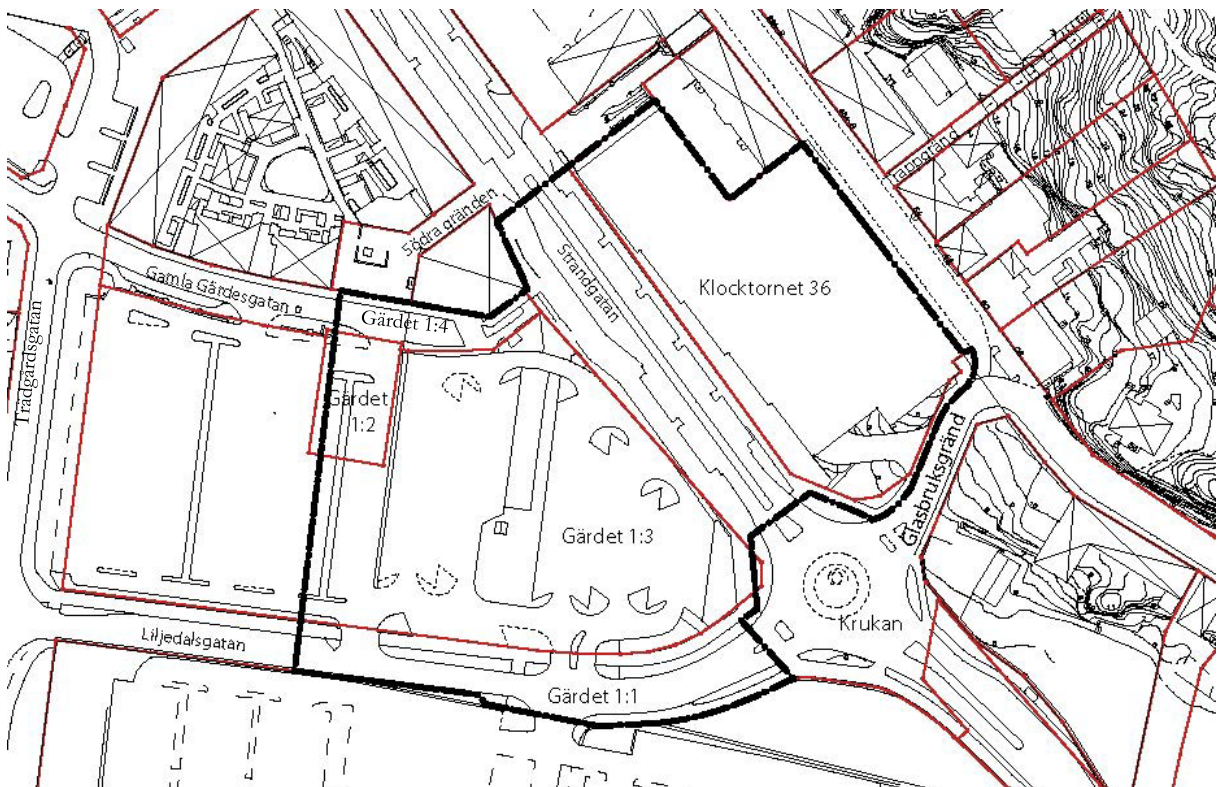 Trappgränd
Södra gränden
Gamla Gärdesgatan
Strandgatan
Klocktornet 36
Gärdet 1:4
Trädgårdsgatan
Gärdet
1:2
Glasbruksgränd
Gärdet 1:3
Krukan
Liljedalsgatan
Gärdet 1:1